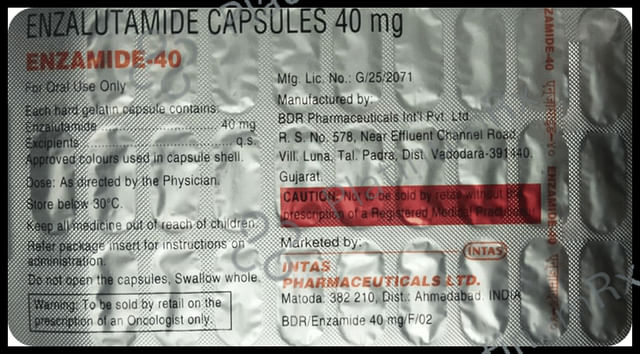 ENZALUTAMIDE CAPSULES 40 mg
ENZAMIDE-40
For Oral Use Only
Each hard gelatin capsule contains:
Enzalutamide ........................ 40 mg
Excipients ............................ q.s.
Approved colours used in capsule shell.
Dose: As directed by the Physician.
Store below 30°C.
Keep all medicine out of reach of children.
Refer package insert for instructions on
administration.
Do not open the capsules, Swallow whole.
Warning: To be sold by retail on the
prescription of an Oncologist only.
Mfg. Lic. No.: G/25/2071
Manufactured by:
BDR Pharmaceuticals Int'l Pvt. Ltd.
R. S. No. 578, Near Effluent Channel Road,
Vill. Luna, Tal. Padra, Dist. Vadodara-391440.
Gujarat.
CAUTION: Not to be sold by retail without
prescription of a Registered Medical
Marketed by:
INTAS
INTAS
PHARMACEUTICALS LTD.
Matoda: 382 210, Dist.: Ahmedabad. INDIA
BDR/Enzamide 40 mg/F/02
ENZAMIDE-40